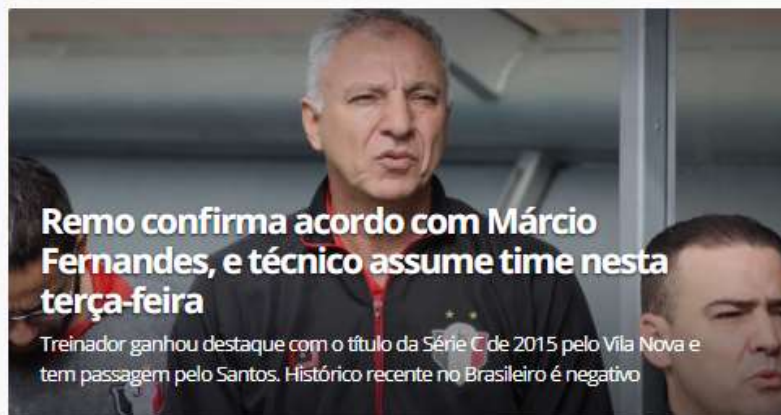 Remo confirma acordo com Márcio
Fernandes, e técnico assume time nesta
terça-feira
Treinador ganhou destaque com o título da Série C de 2015 pelo Vila Nova e
tem passagem pelo Santos. Histórico recente no Brasileiro é negativo